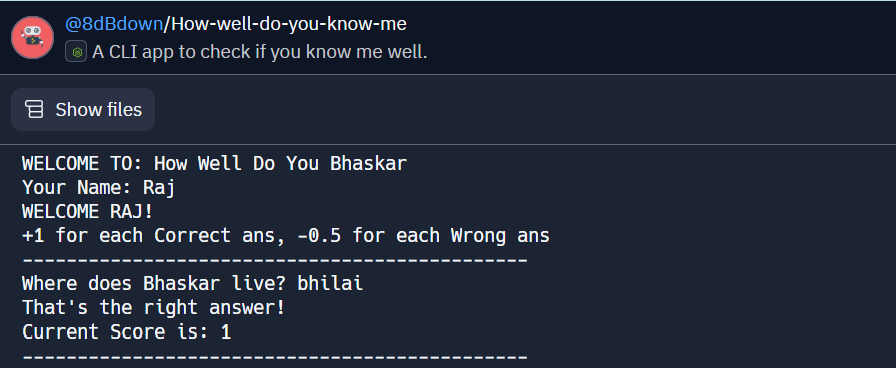 @8dBdown/How-well-do-you-know-me
A CLI app to check if you know me well.
Show files
WELCOME TO: How Well Do You Bhaskar
Your Name: Raj
WELCOME RAJ!
+1 for each Correct ans, -0.5 for each Wrong ans
----------------------------------------------
Where does Bhaskar live? bhilai
That's the right answer!
Current Score is: 1
----------------------------------------------